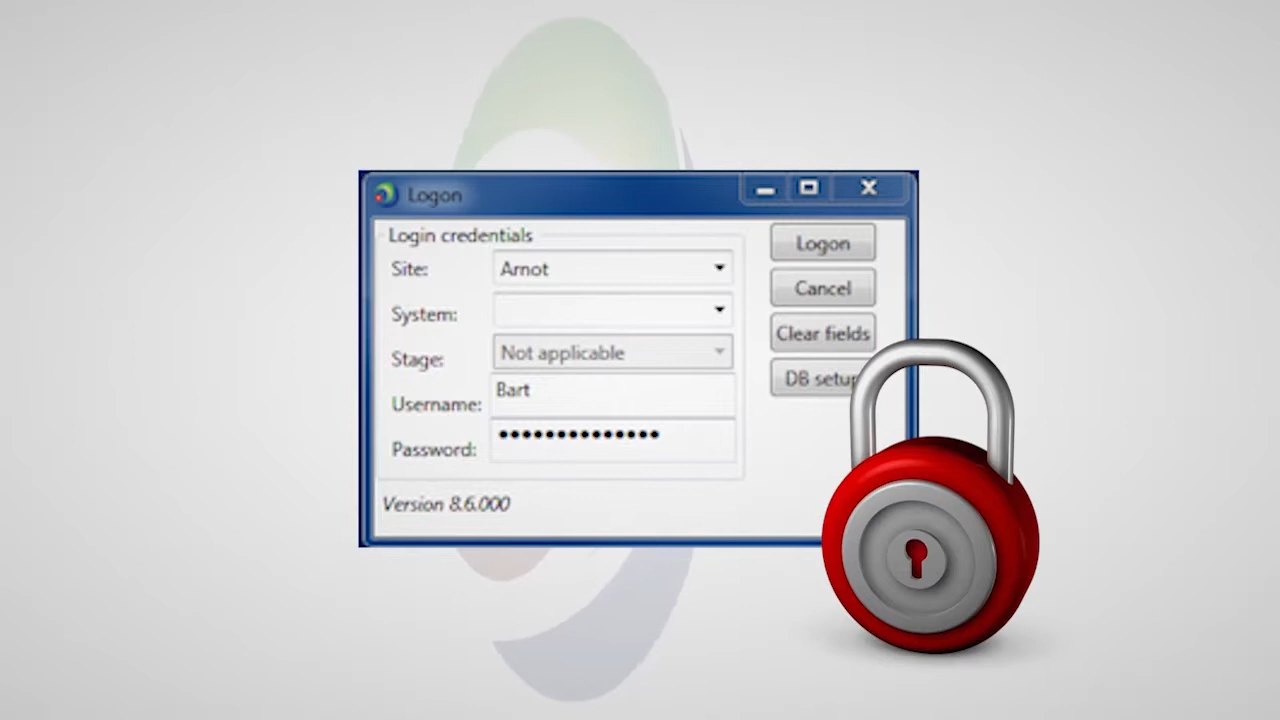 Logon
Login credentials
Site: Arnot
System:
Stage: Not applicable
Username: Bart
Password: ••••••••••••••
Version 8.6.000
Logon
Cancel
Clear fields
DB setup